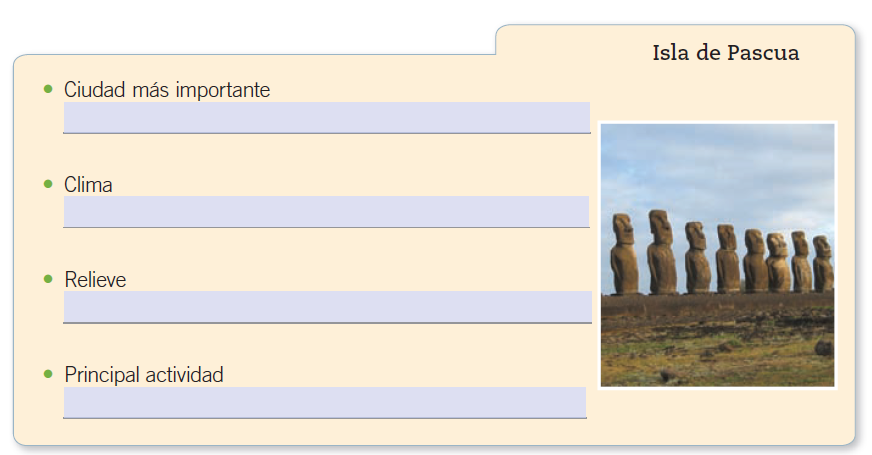 Isla de Pascua
• Ciudad más importante
• Clima
• Relieve
• Principal actividad